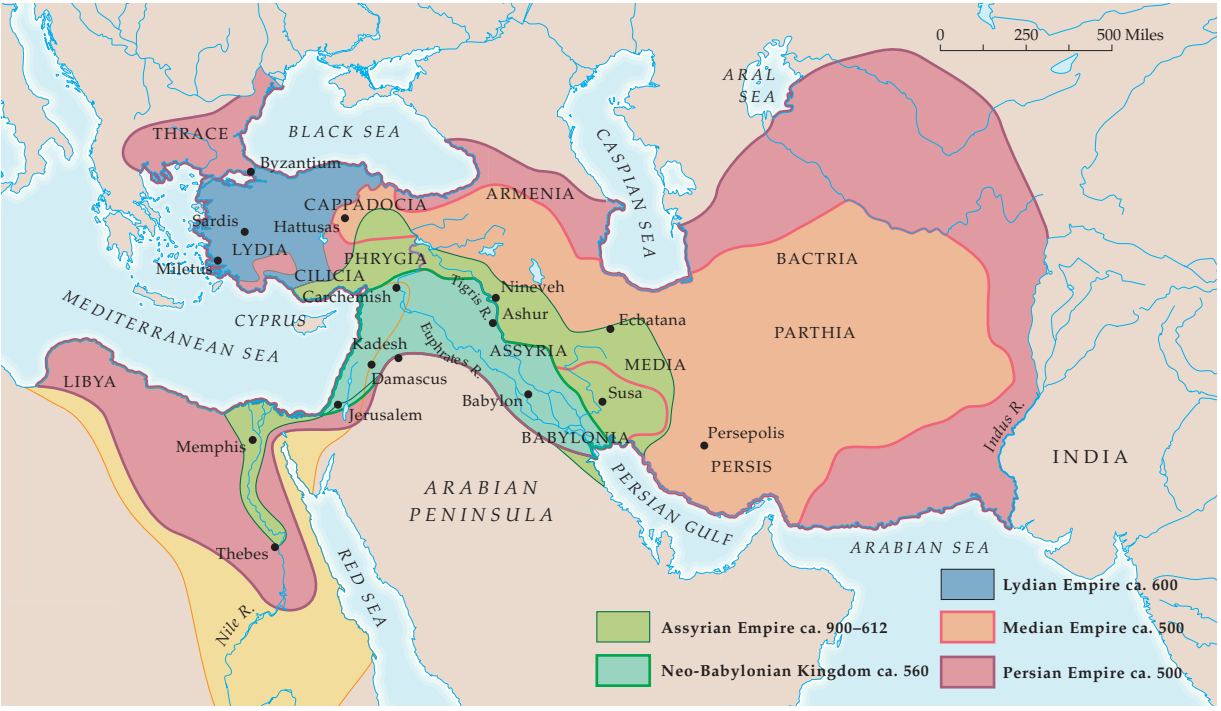 0 250 500 Miles
ARAL
SEA
THRACE
BLACK SEA
CASPIAN SEA
Byzantium
ARMENIA
CAPPADOCIA
Sardis
Hattusas
LYDIA
PHRYGIA
BACTRIA
Miletus
CILICIA
Carchemish
Tigris R.
Nineveh
Ashur
MEDITERRANEAN SEA
CYPRUS
Ecbatana
PARTHIA
Kadesh
Euphrates R.
ASSYRIA
MEDIA
LIBYA
Damascus
Babylon
Susa
Jerusalem
Indus R.
Memphis
BABYLONIA
Persepolis
PERSIS
INDIA
ARABIAN
PENINSULA
PERSIAN GULF
Thebes
RED SEA
ARABIAN SEA
Nile R.
Lydian Empire ca. 600
Assyrian Empire ca. 900–612
Median Empire ca. 500
Neo-Babylonian Kingdom ca. 560
Persian Empire ca. 500